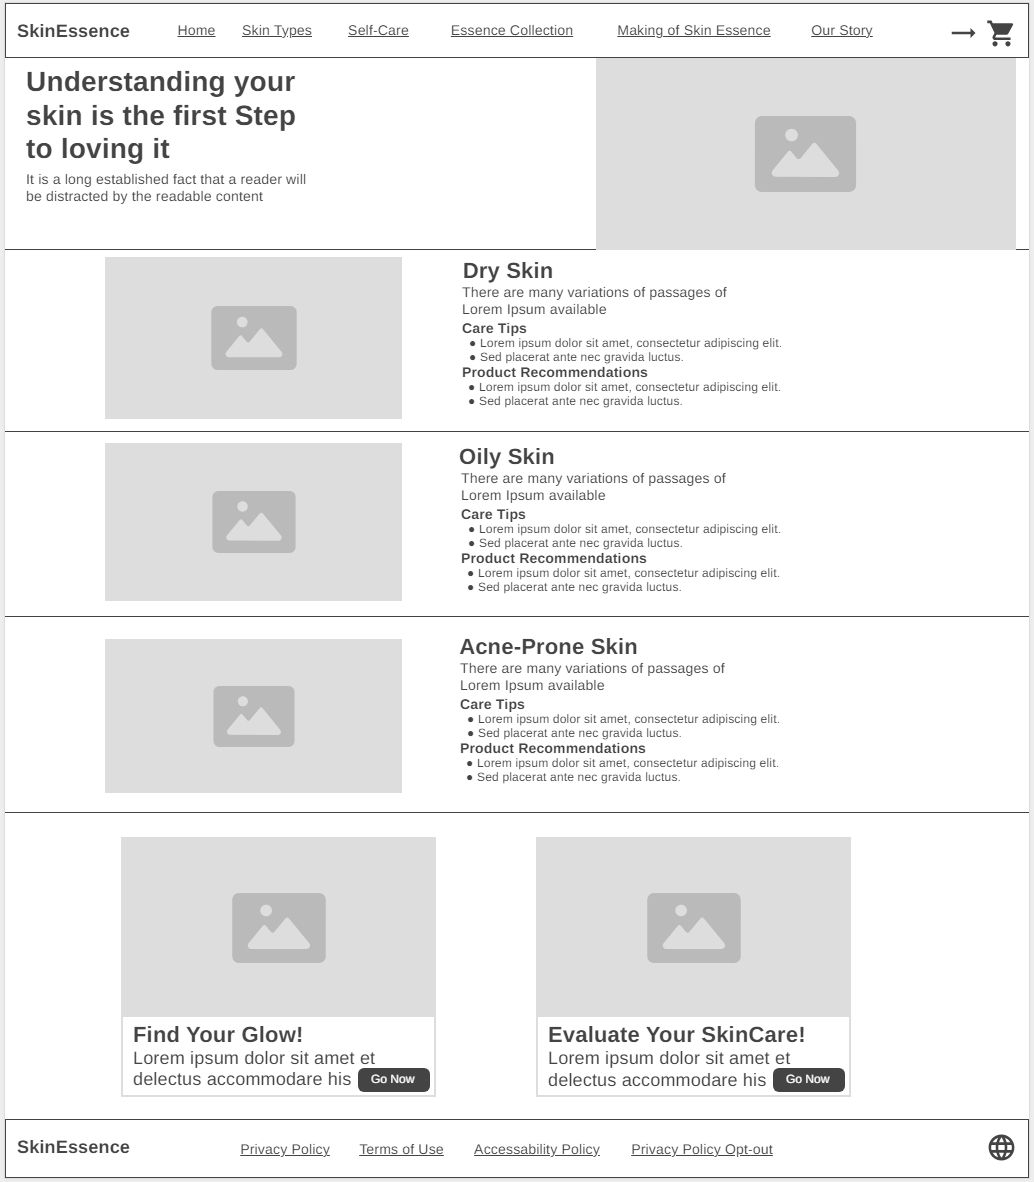 SkinEssence Home Skin Types Self-Care Essence Collection Making of Skin Essence Our Story
Understanding your
skin is the first Step
to loving it
It is a long established fact that a reader will
be distracted by the readable content
Dry Skin
There are many variations of passages of
Lorem Ipsum available
Care Tips
● Lorem ipsum dolor sit amet, consectetur adipiscing elit.
● Sed placerat ante nec gravida luctus.
Product Recommendations
● Lorem ipsum dolor sit amet, consectetur adipiscing elit.
● Sed placerat ante nec gravida luctus.
Oily Skin
There are many variations of passages of
Lorem Ipsum available
Care Tips
● Lorem ipsum dolor sit amet, consectetur adipiscing elit.
● Sed placerat ante nec gravida luctus.
Product Recommendations
● Lorem ipsum dolor sit amet, consectetur adipiscing elit.
● Sed placerat ante nec gravida luctus.
Acne-Prone Skin
There are many variations of passages of
Lorem Ipsum available
Care Tips
● Lorem ipsum dolor sit amet, consectetur adipiscing elit.
● Sed placerat ante nec gravida luctus.
Product Recommendations
● Lorem ipsum dolor sit amet, consectetur adipiscing elit.
● Sed placerat ante nec gravida luctus.
Find Your Glow!
Lorem ipsum dolor sit amet et
delectus accommodare his
Go Now
Evaluate Your SkinCare!
Lorem ipsum dolor sit amet et
delectus accommodare his
Go Now
SkinEssence Privacy Policy Terms of Use Accessability Policy Privacy Policy Opt-out